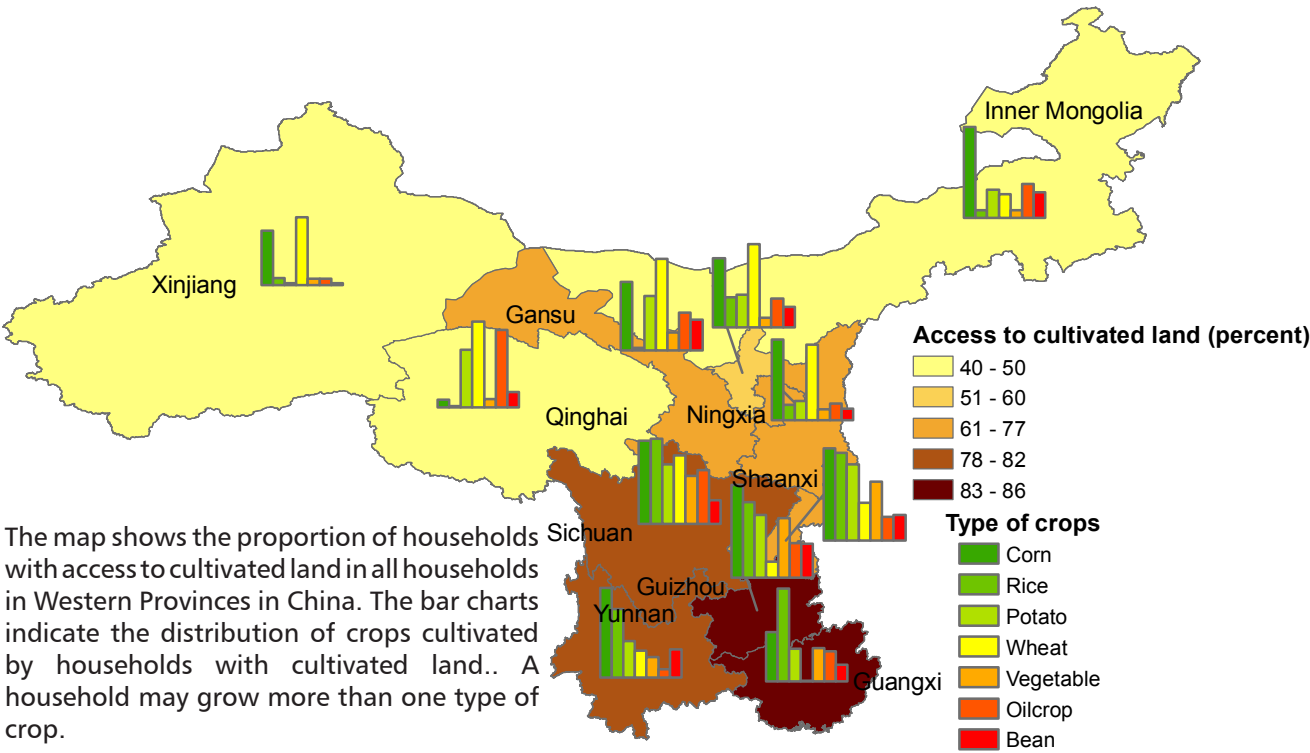 Inner Mongolia
Xinjiang
Gansu
Qinghai
Ningxia
Shaanxi
Sichuan
Guizhou
Yunnan
Guangxi
Access to cultivated land (percent)
40 - 50
51 - 60
61 - 77
78 - 82
83 - 86
Type of crops
Corn
Rice
Potato
Wheat
Vegetable
Oilcrop
Bean
The map shows the proportion of households
with access to cultivated land in all households
in Western Provinces in China. The bar charts
indicate the distribution of crops cultivated
by households with cultivated land.. A
household may grow more than one type of
crop.